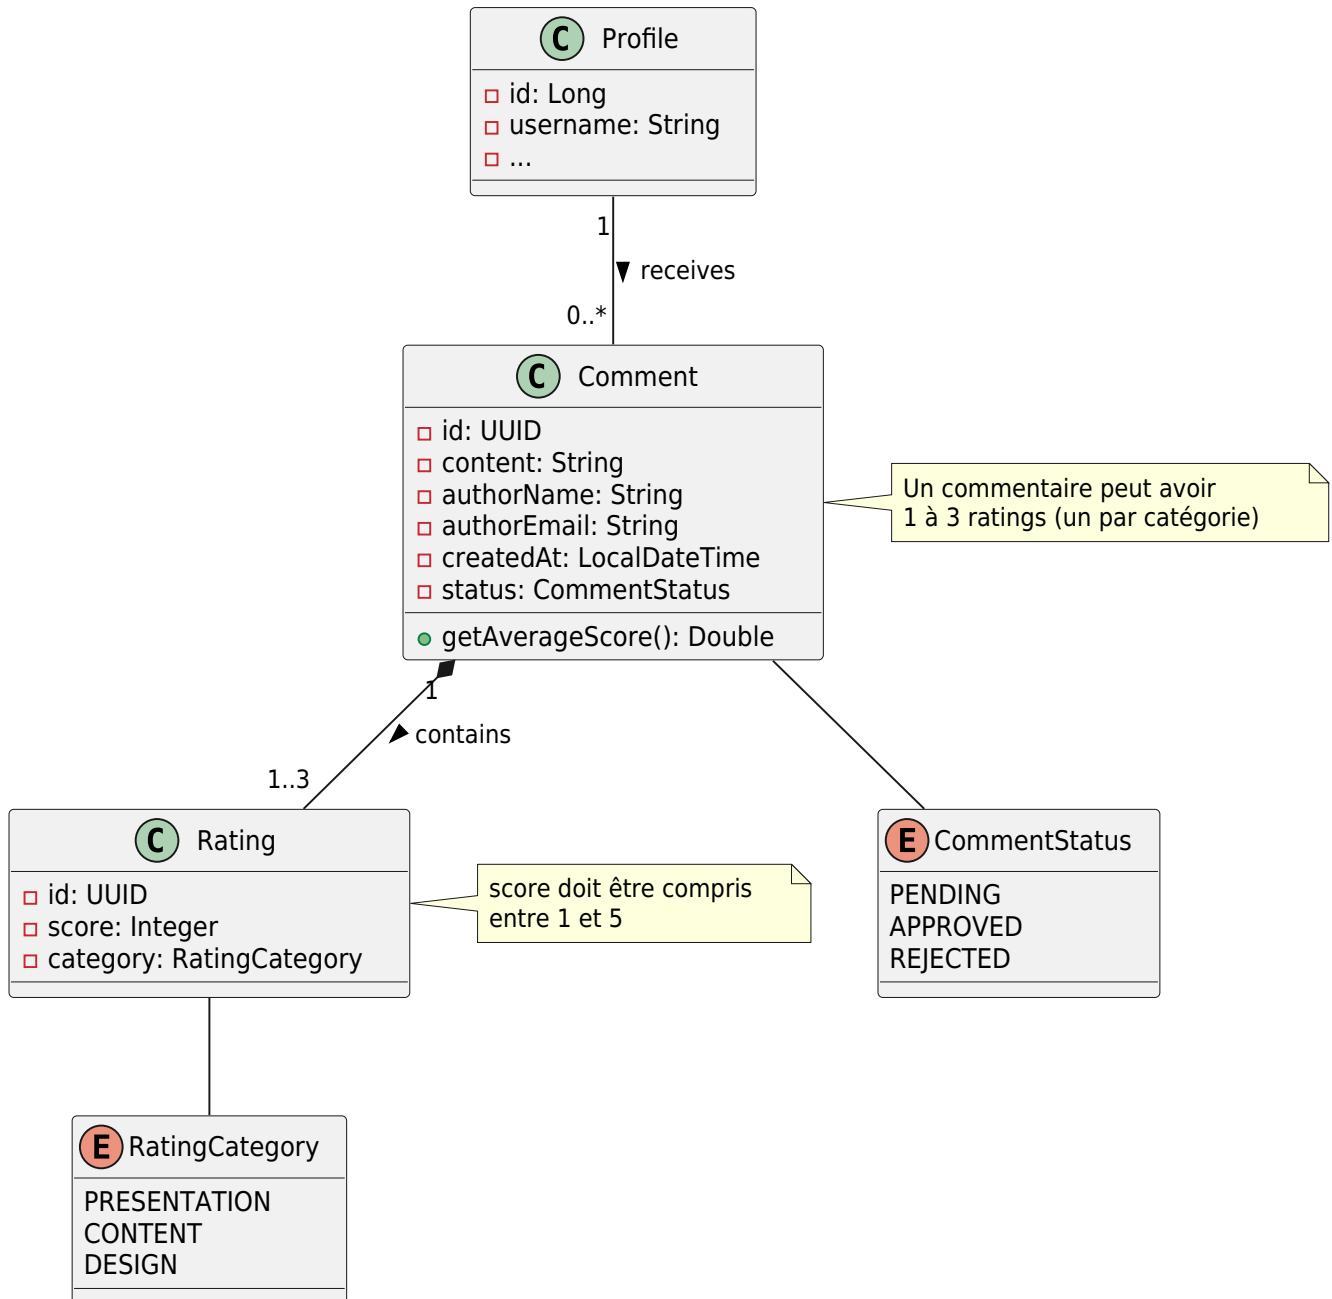 C Profile
id: Long
username: String
...
1
receives
0..*
C Comment
id: UUID
content: String
authorName: String
authorEmail: String
createdAt: LocalDateTime
status: CommentStatus
getAverageScore(): Double
Un commentaire peut avoir
1 à 3 ratings (un par catégorie)
1
contains
1..3
C Rating
id: UUID
score: Integer
category: RatingCategory
score doit être compris
entre 1 et 5
E CommentStatus
PENDING
APPROVED
REJECTED
E RatingCategory
PRESENTATION
CONTENT
DESIGN